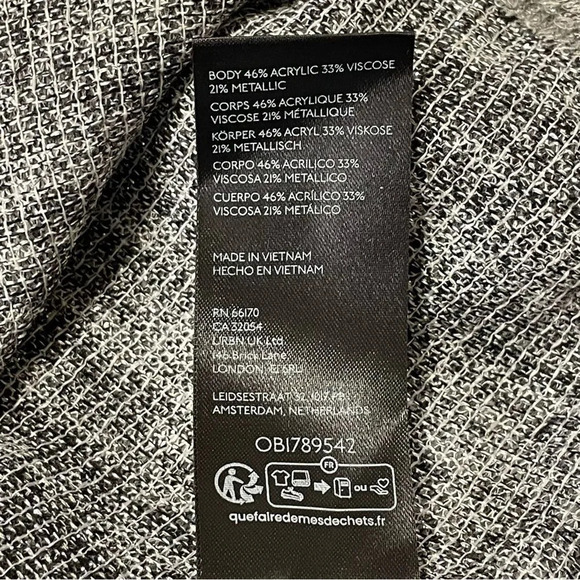 BODY 46% ACRYLIC 33% VISCOSE
21% METALLIC
CORPS 46% ACRYLIQUE 33%
VISCOSE 21% MÉTALLIQUE
KÖRPER 46% ACRYL 33% VISKOSE
21% METALLISCH
CORPO 46% ACRILICO 33%
VISCOSA 21% METALLICO
CUERPO 46% ACRÍLICO 33%
VISCOSA 21% METÁLICO
MADE IN VIETNAM
HECHO EN VIETNAM
RN 66170
CA 32054
URBN UK Ltd
146 Brick Lane
LONDON, E1 6RU
LEIDSESTRAAT 32, 1017 PB
AMSTERDAM, NETHERLANDS
OB1789542
FR
ou
quefairedemesdechets.fr